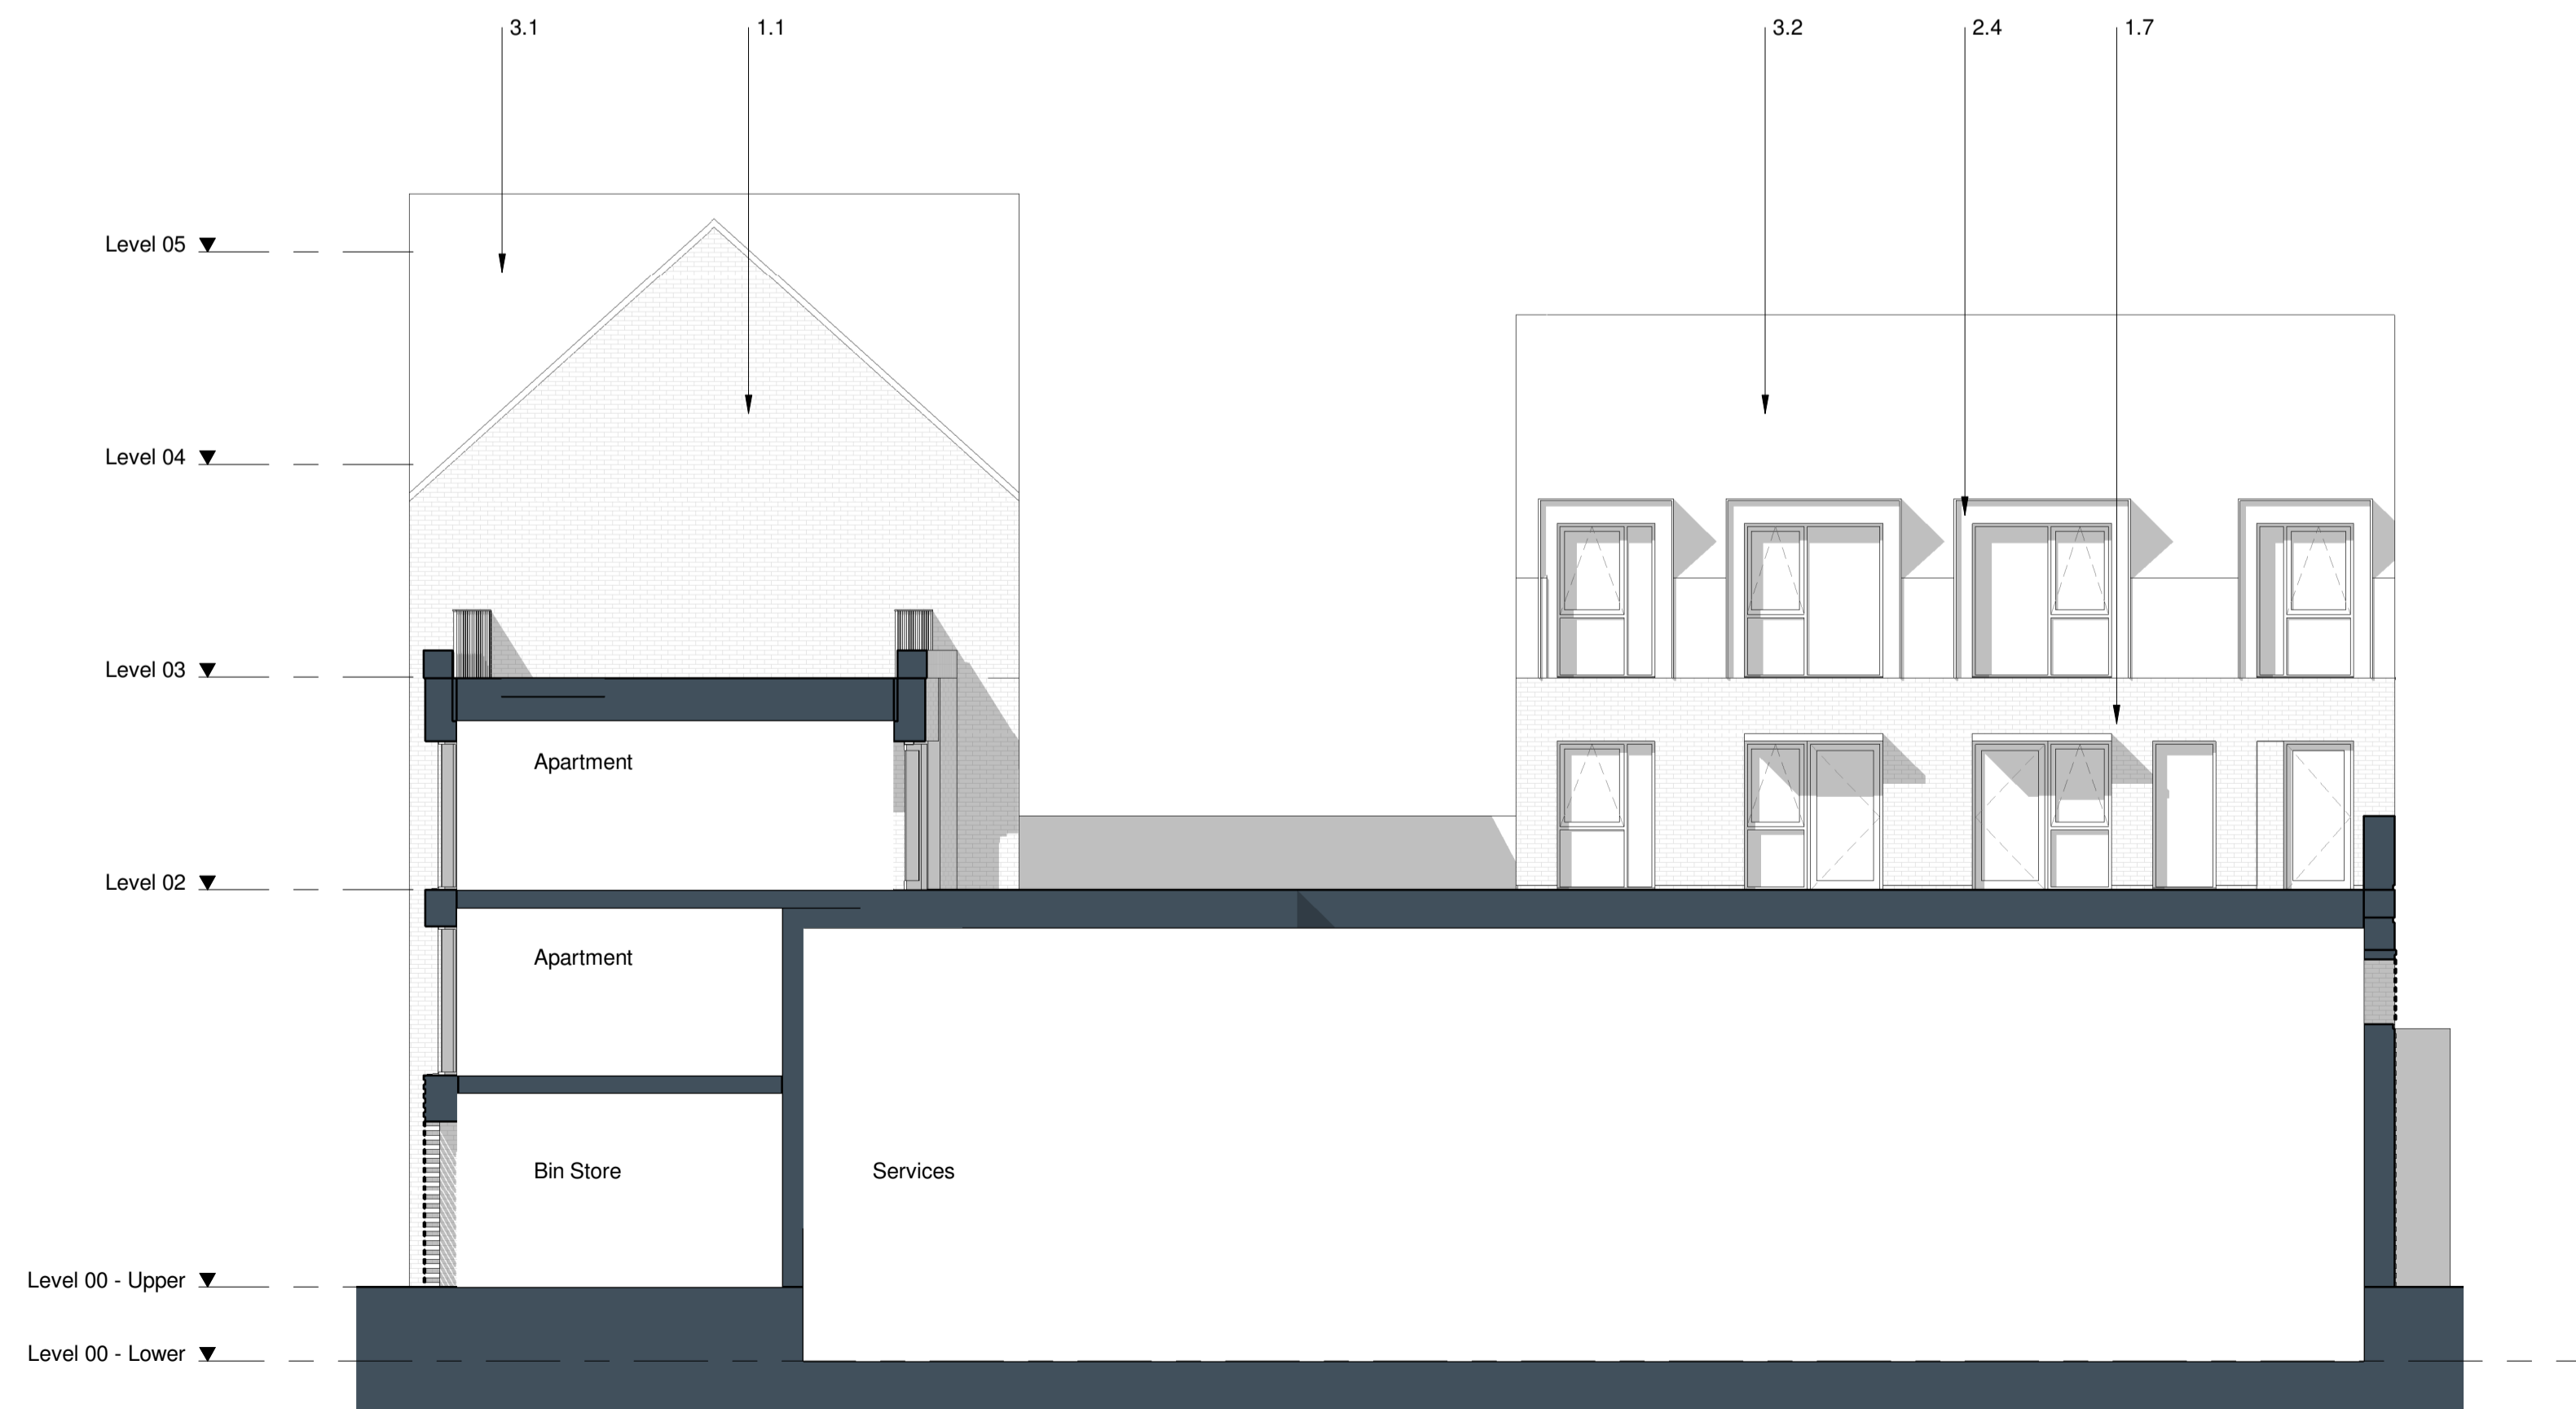 3.1
1.1
3.2
2.4
1.7
Level 05
Level 04
Level 03
Apartment
Level 02
Apartment
Bin Store
Services
Level 00 - Upper
Level 00 - Lower